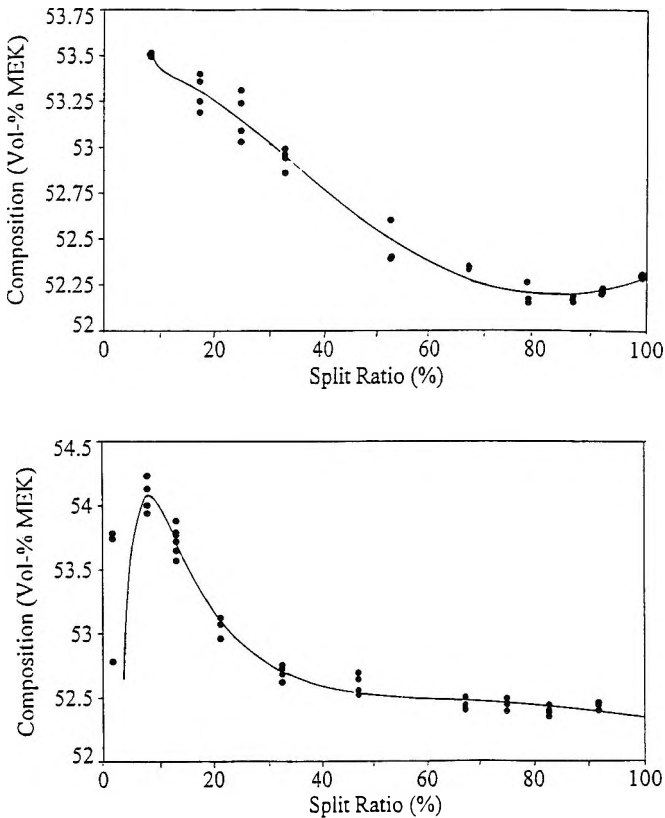 53.75
53.5
53.25
53
52.75
52.5
52.25
52
Composition (Vol-% MEK)
0 20 40 60 80 100
Split Ratio (%)
54.5
54
53.5
53
52.5
52
Composition (Vol-% MEK)
0 20 40 60 80 100
Split Ratio (%)